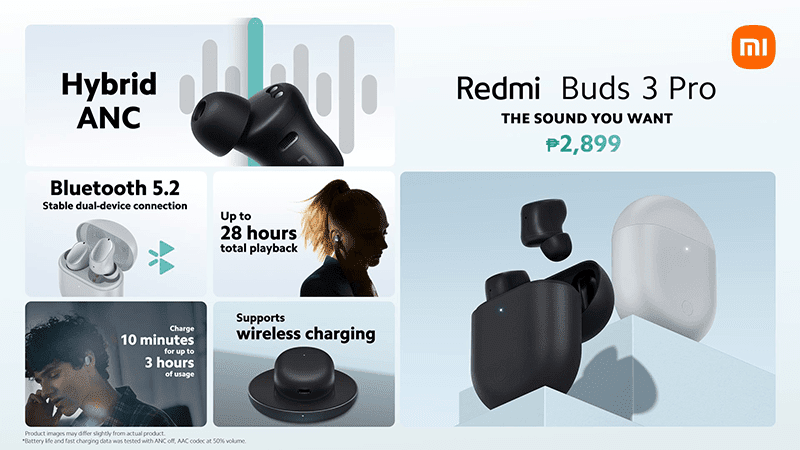 Hybrid
ANC
Bluetooth 5.2
Stable dual-device connection
Up to
28 hours
total playback
Charge
10 minutes
for up to
3 hours
of usage
Supports
wireless charging
mi
Redmi Buds 3 Pro
THE SOUND YOU WANT
₱2,899
Product images may differ slightly from actual product.
*Battery life and fast charging data was tested with ANC off, AAC codec at 50% volume.